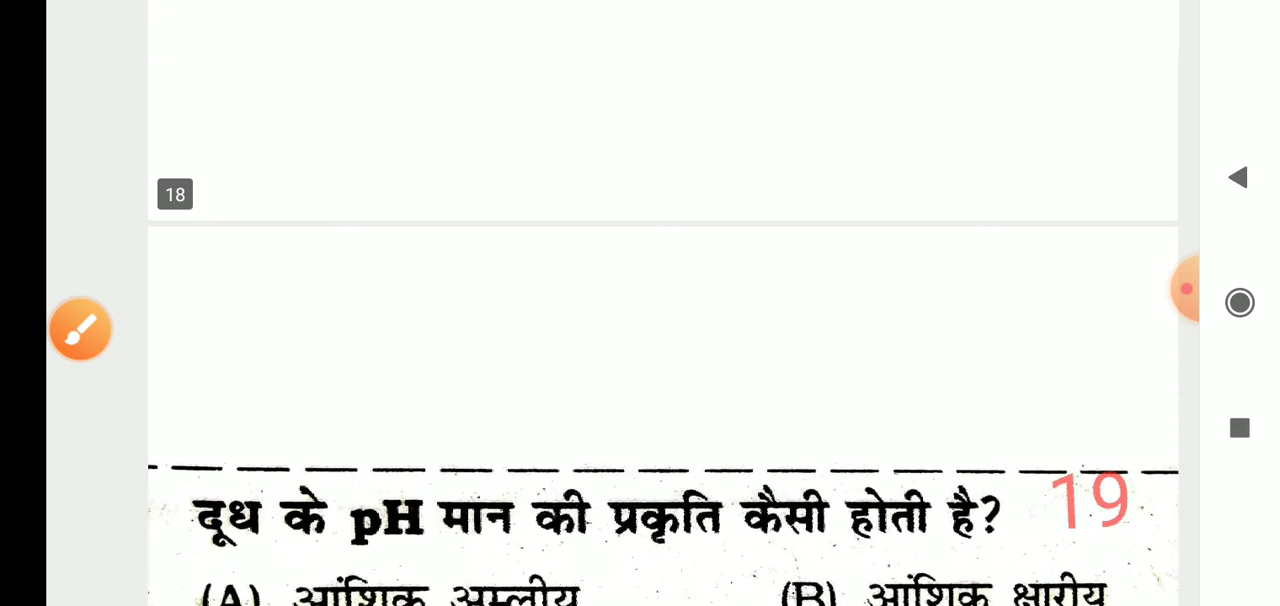 18
दूध के pH मान की प्रकृति कैसी होती है? 19
(A) आंशिक अम्लीय (B) आंशिक क्षारीय